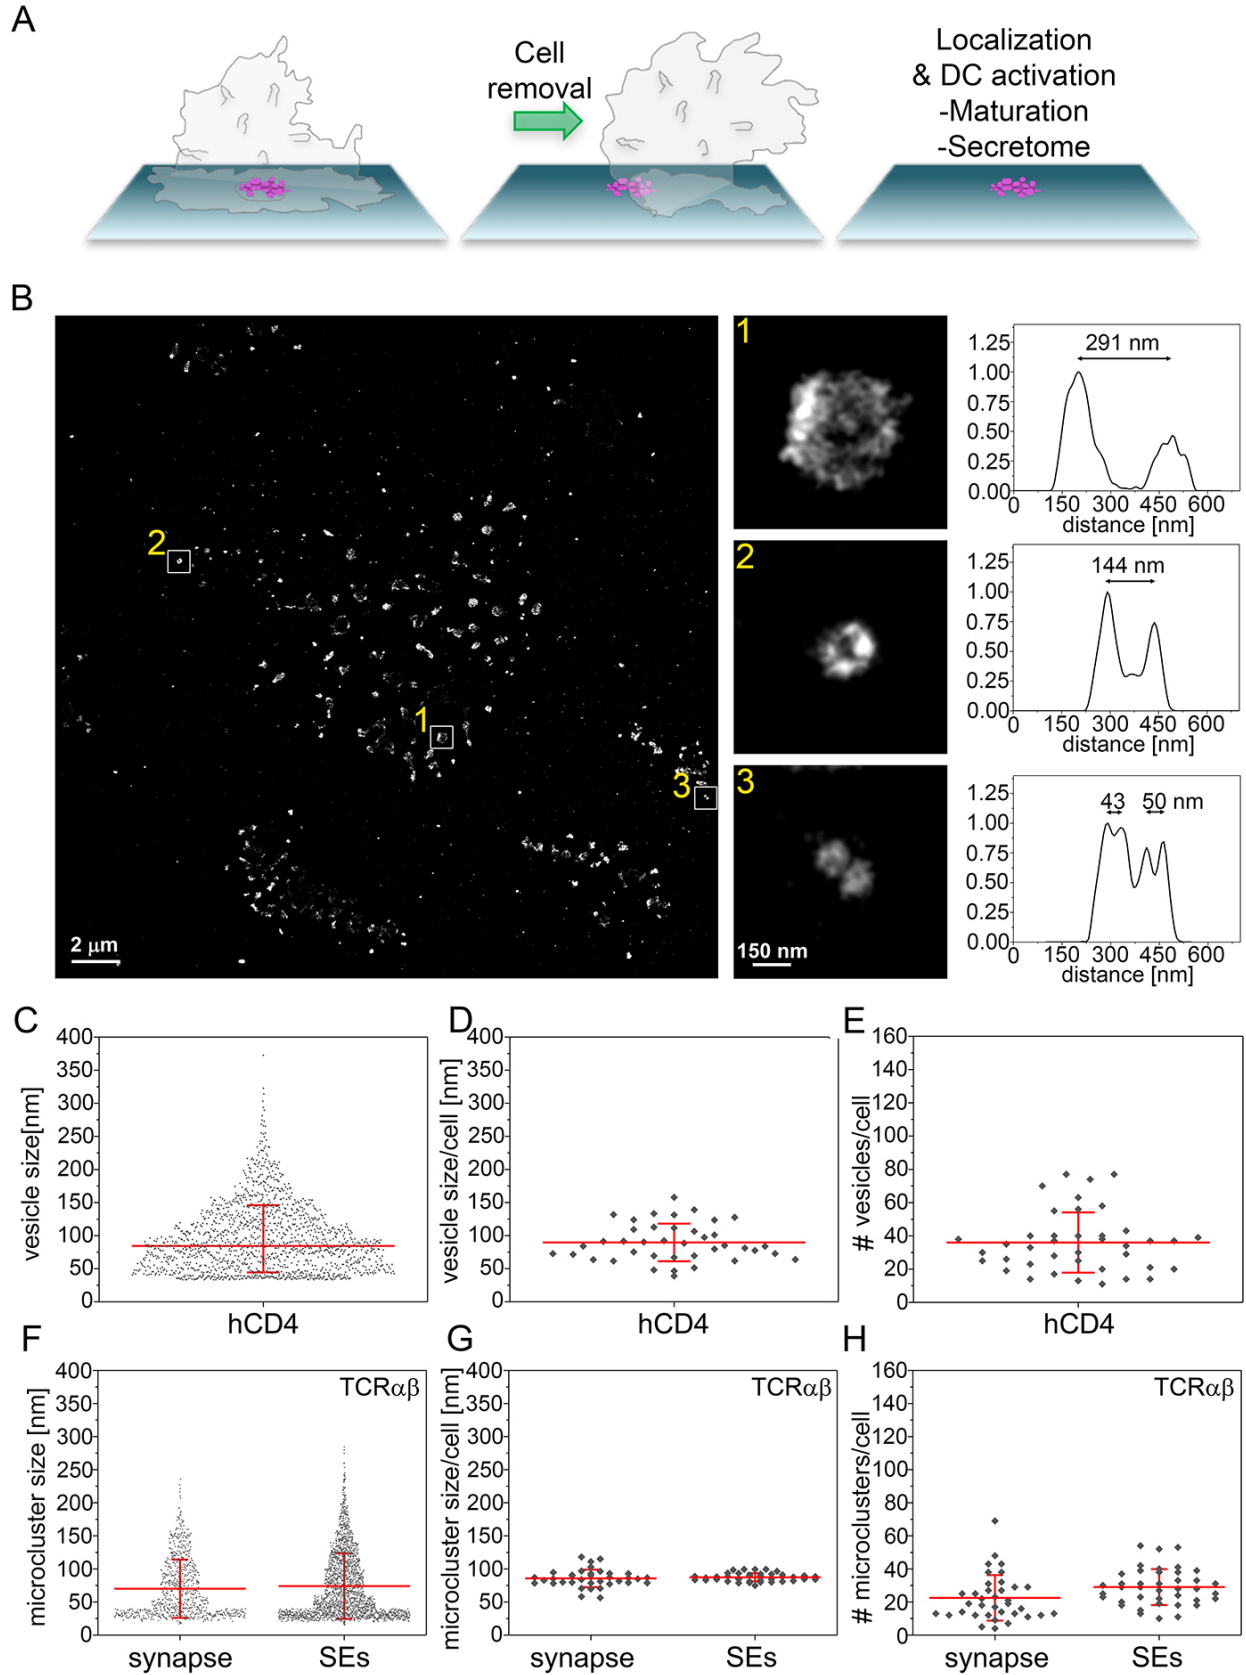 A
Cell
removal
Localization
& DC activation
-Maturation
-Secretome
B
1
2
3
2 μm
1
2
3
150 nm
291 nm
1.25
1.00
0.75
0.50
0.25
0.00
0 150 300 450 600
distance [nm]
144 nm
1.25
1.00
0.75
0.50
0.25
0.00
0 150 300 450 600
distance [nm]
43 50 nm
1.25
1.00
0.75
0.50
0.25
0.00
0 150 300 450 600
distance [nm]
C
vesicle size[nm]
400
350
300
250
200
150
100
50
0
hCD4
D
vesicle size/cell [nm]
400
350
300
250
200
150
100
50
0
hCD4
E
# vesicles/cell
160
140
120
100
80
60
40
20
0
hCD4
F
microcluster size [nm]
400
350
300
250
200
150
100
50
0
TCRαβ
synapse SEs
G
microcluster size/cell [nm]
400
350
300
250
200
150
100
50
0
TCRαβ
synapse SEs
H
# microclusters/cell
160
140
120
100
80
60
40
20
0
TCRαβ
synapse SEs